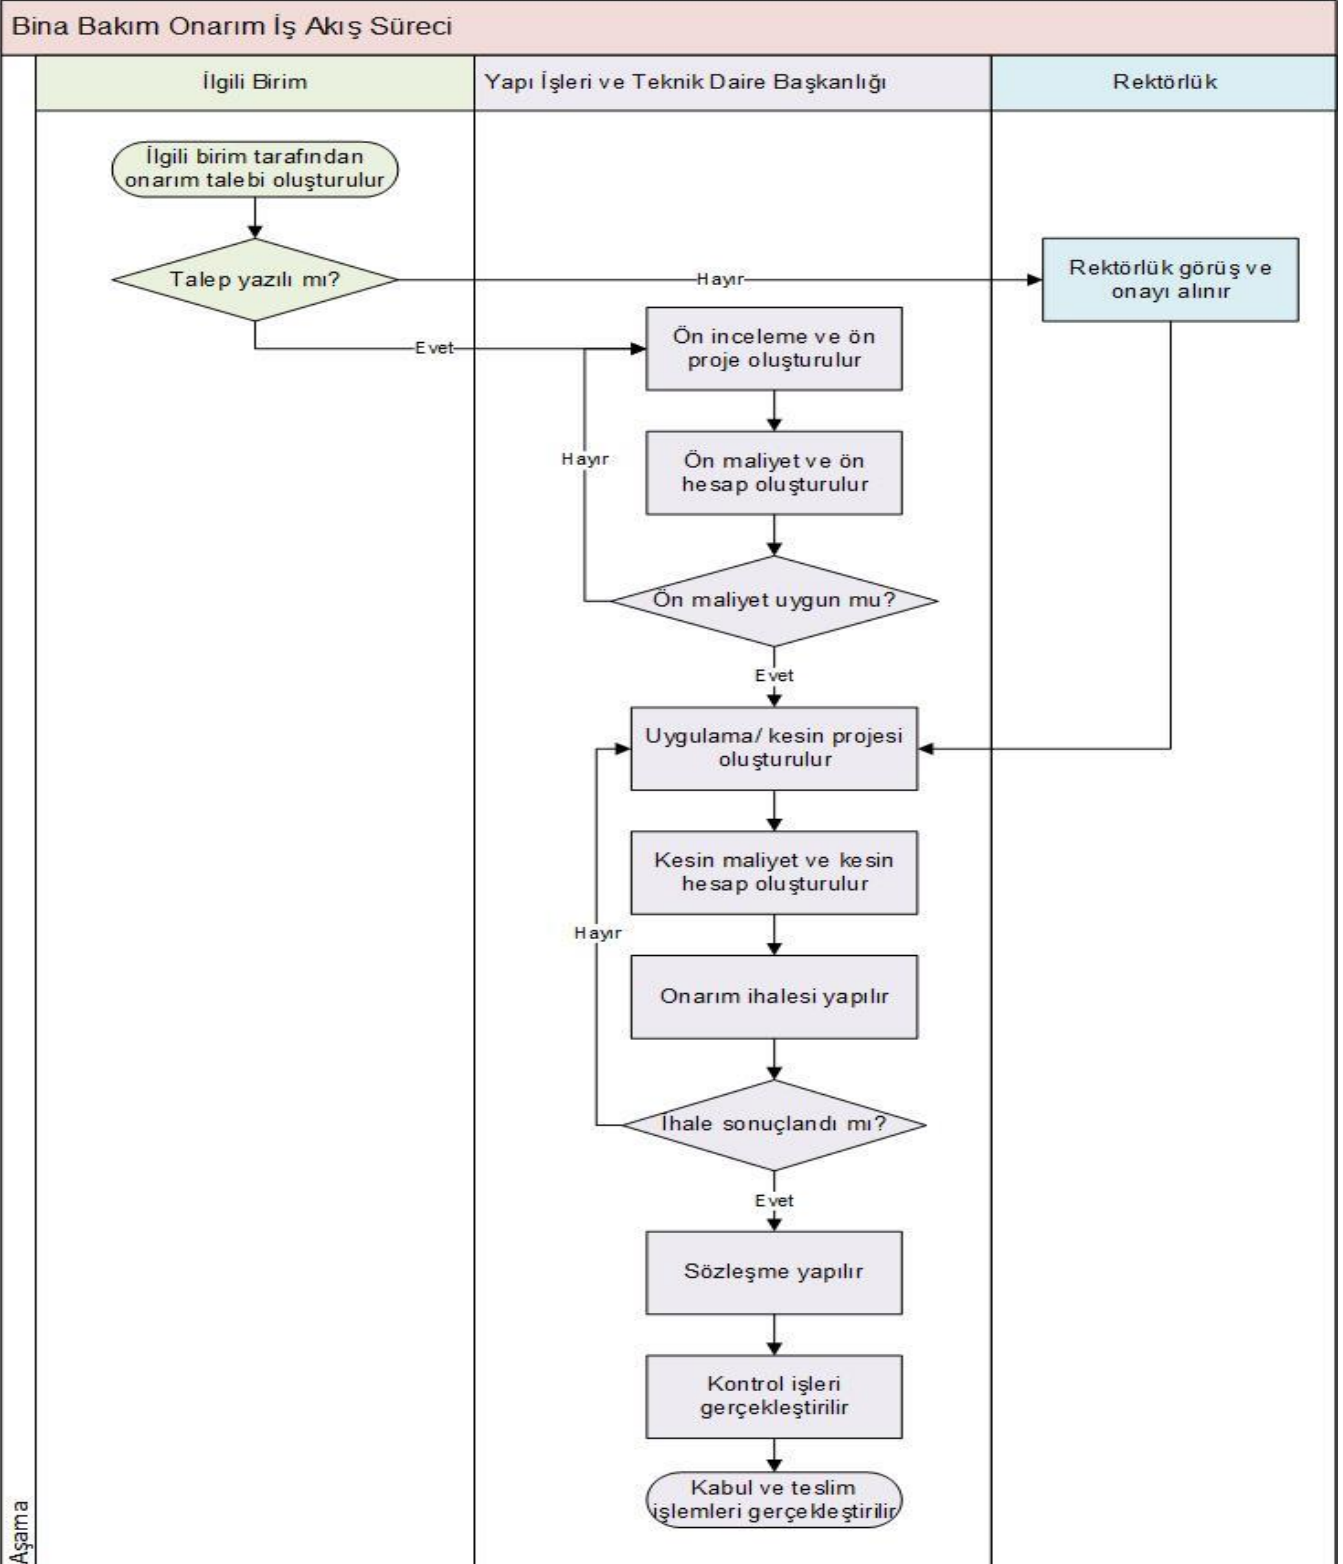 Bina Bakım Onarım İş Akış Süreci
İlgili Birim
Yapı İşleri ve Teknik Daire Başkanlığı
Rektörlük
İlgili birim tarafından
onarım talebi oluşturulur
Talep yazılı mı?
Hayır
Rektörlük görüş ve
onayı alınır
Evet
Ön inceleme ve ön
proje oluşturulur
Hayır
Ön maliyet ve ön
hesap oluşturulur
Ön maliyet uygun mu?
Evet
Uygulama/ kesin projesi
oluşturulur
Kesin maliyet ve kesin
hesap oluşturulur
Hayır
Onarım ihalesi yapılır
İhale sonuçlandı mı?
Evet
Sözleşme yapılır
Kontrol işleri
gerçekleştirilir
Kabul ve teslim
işlemleri gerçekleştirilir
Aşama